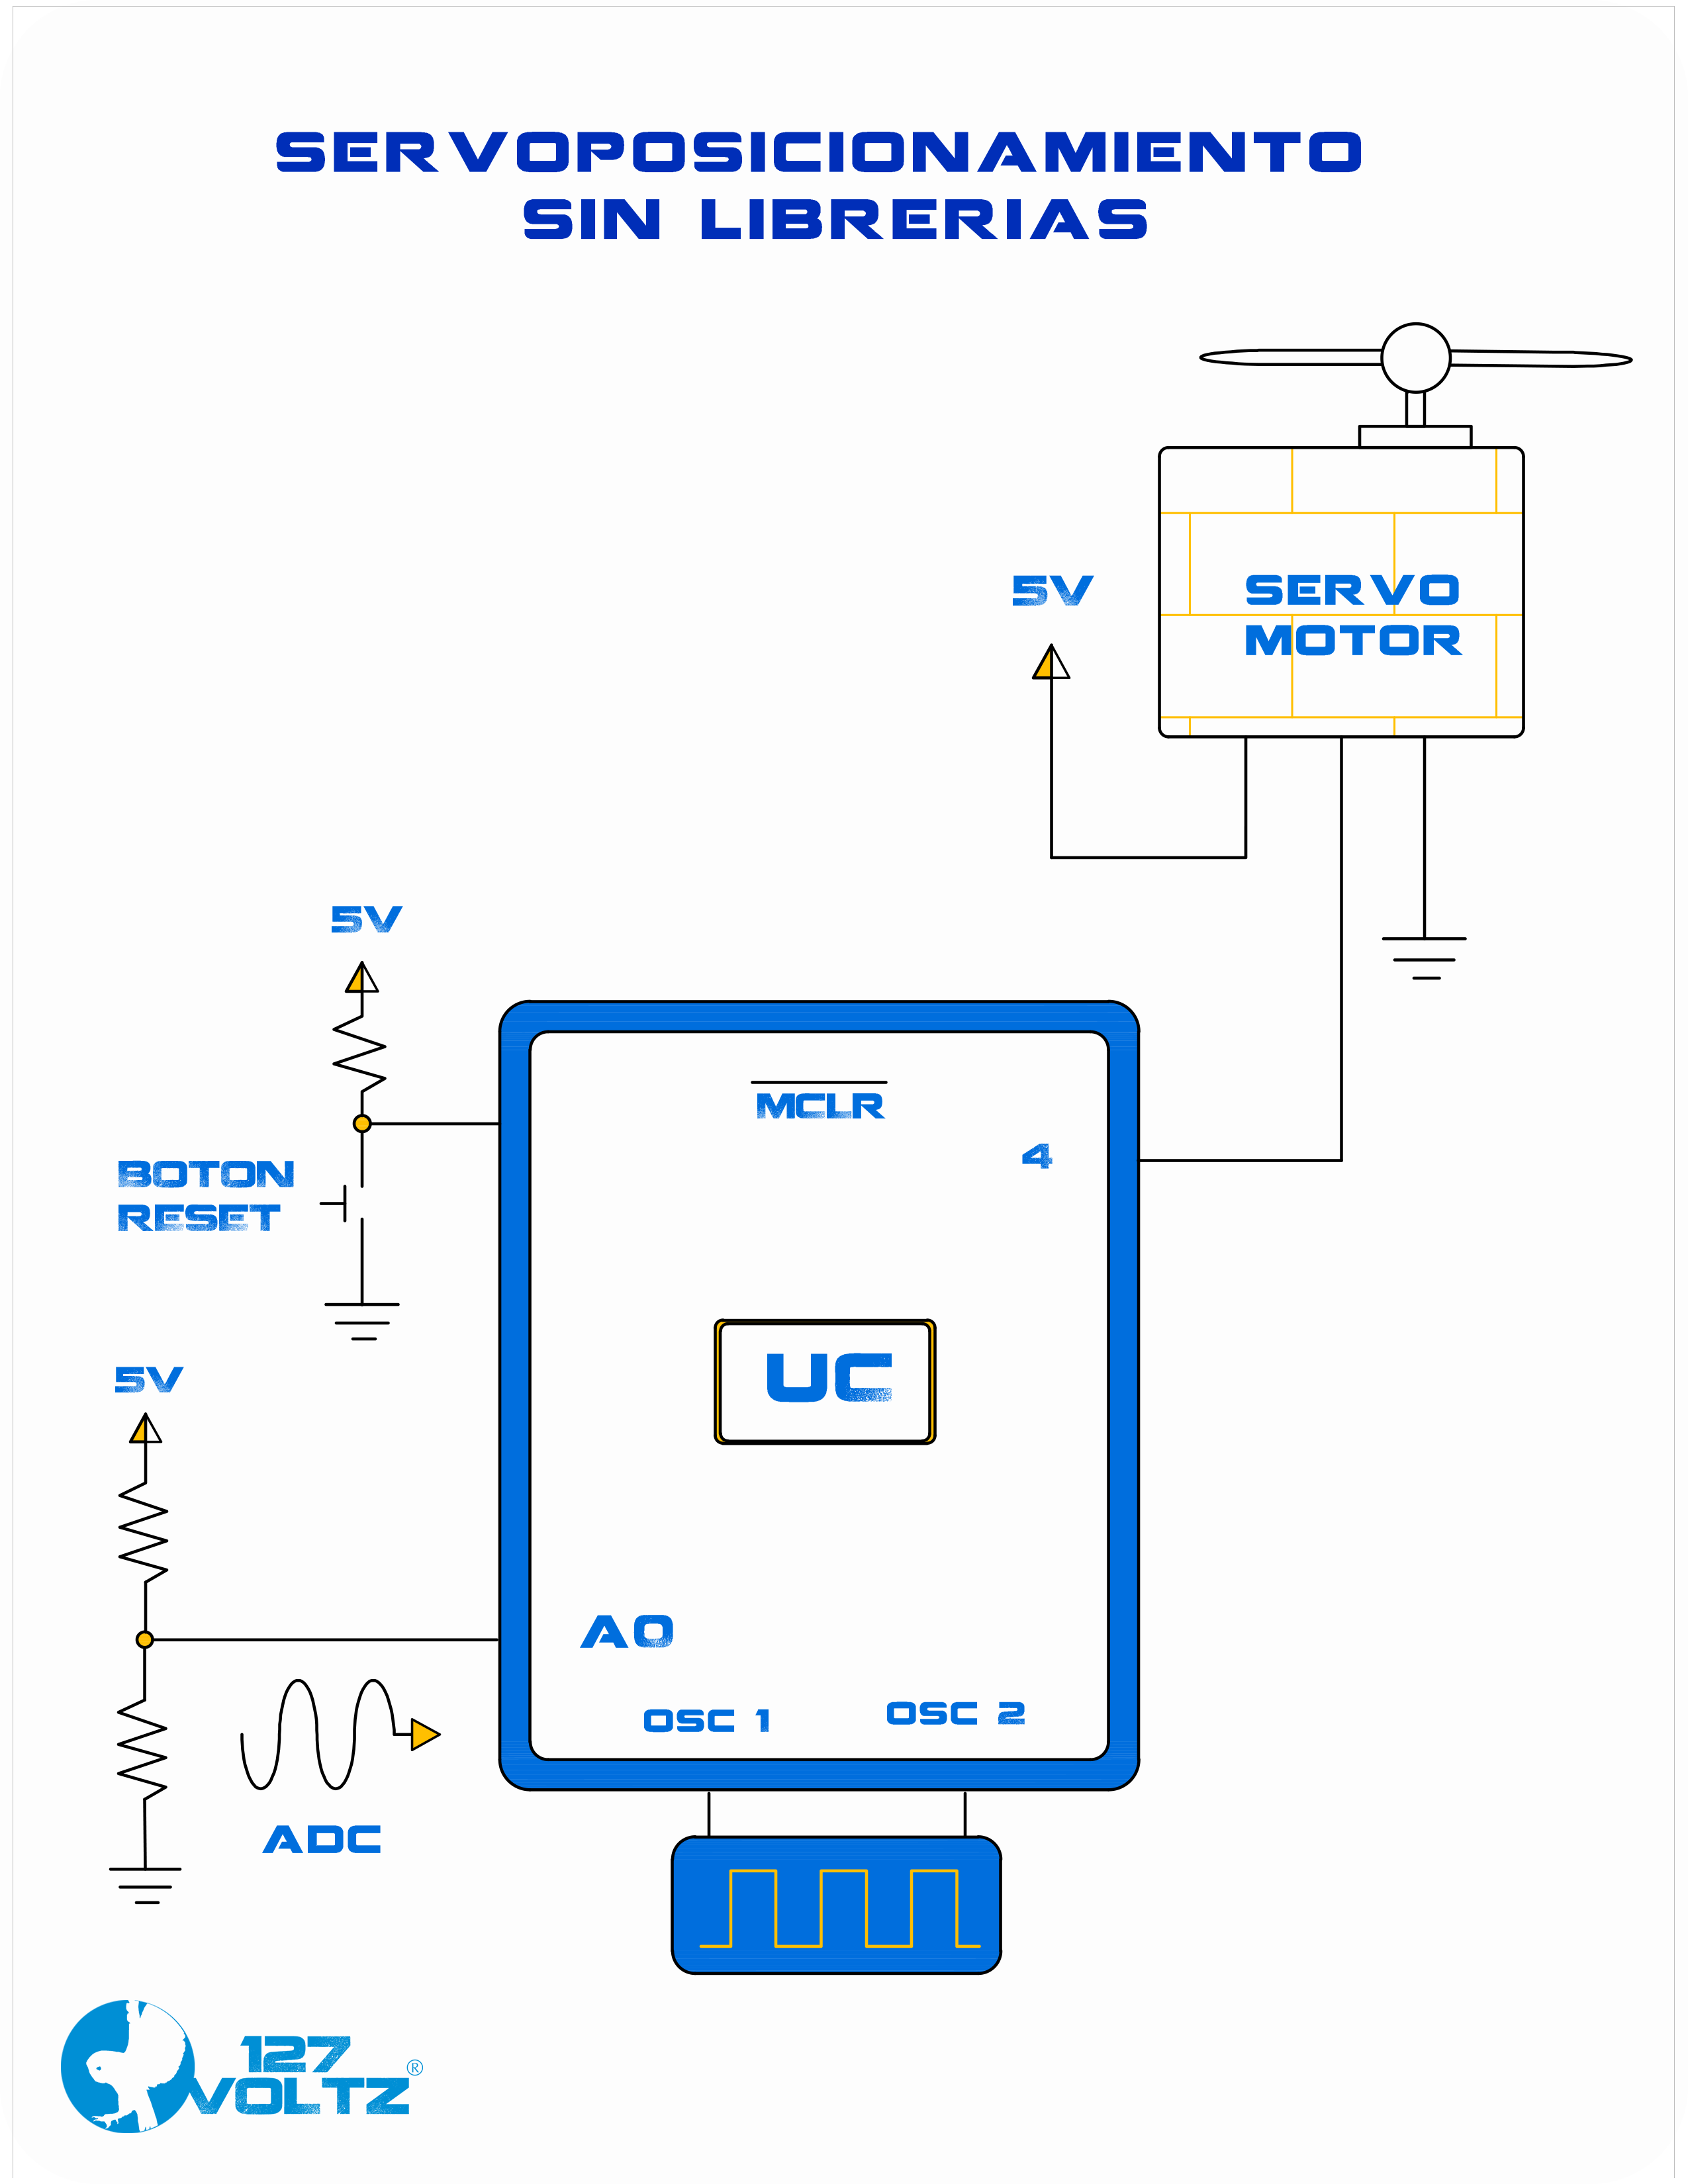 SERVOPOSICIONAMIENTO
SIN LIBRERIAS
5V
SERVO
MOTOR
5V
MCLR
4
BOTON
RESET
UC
5V
A0
OSC 1
OSC 2
ADC
127
VOLTZ®